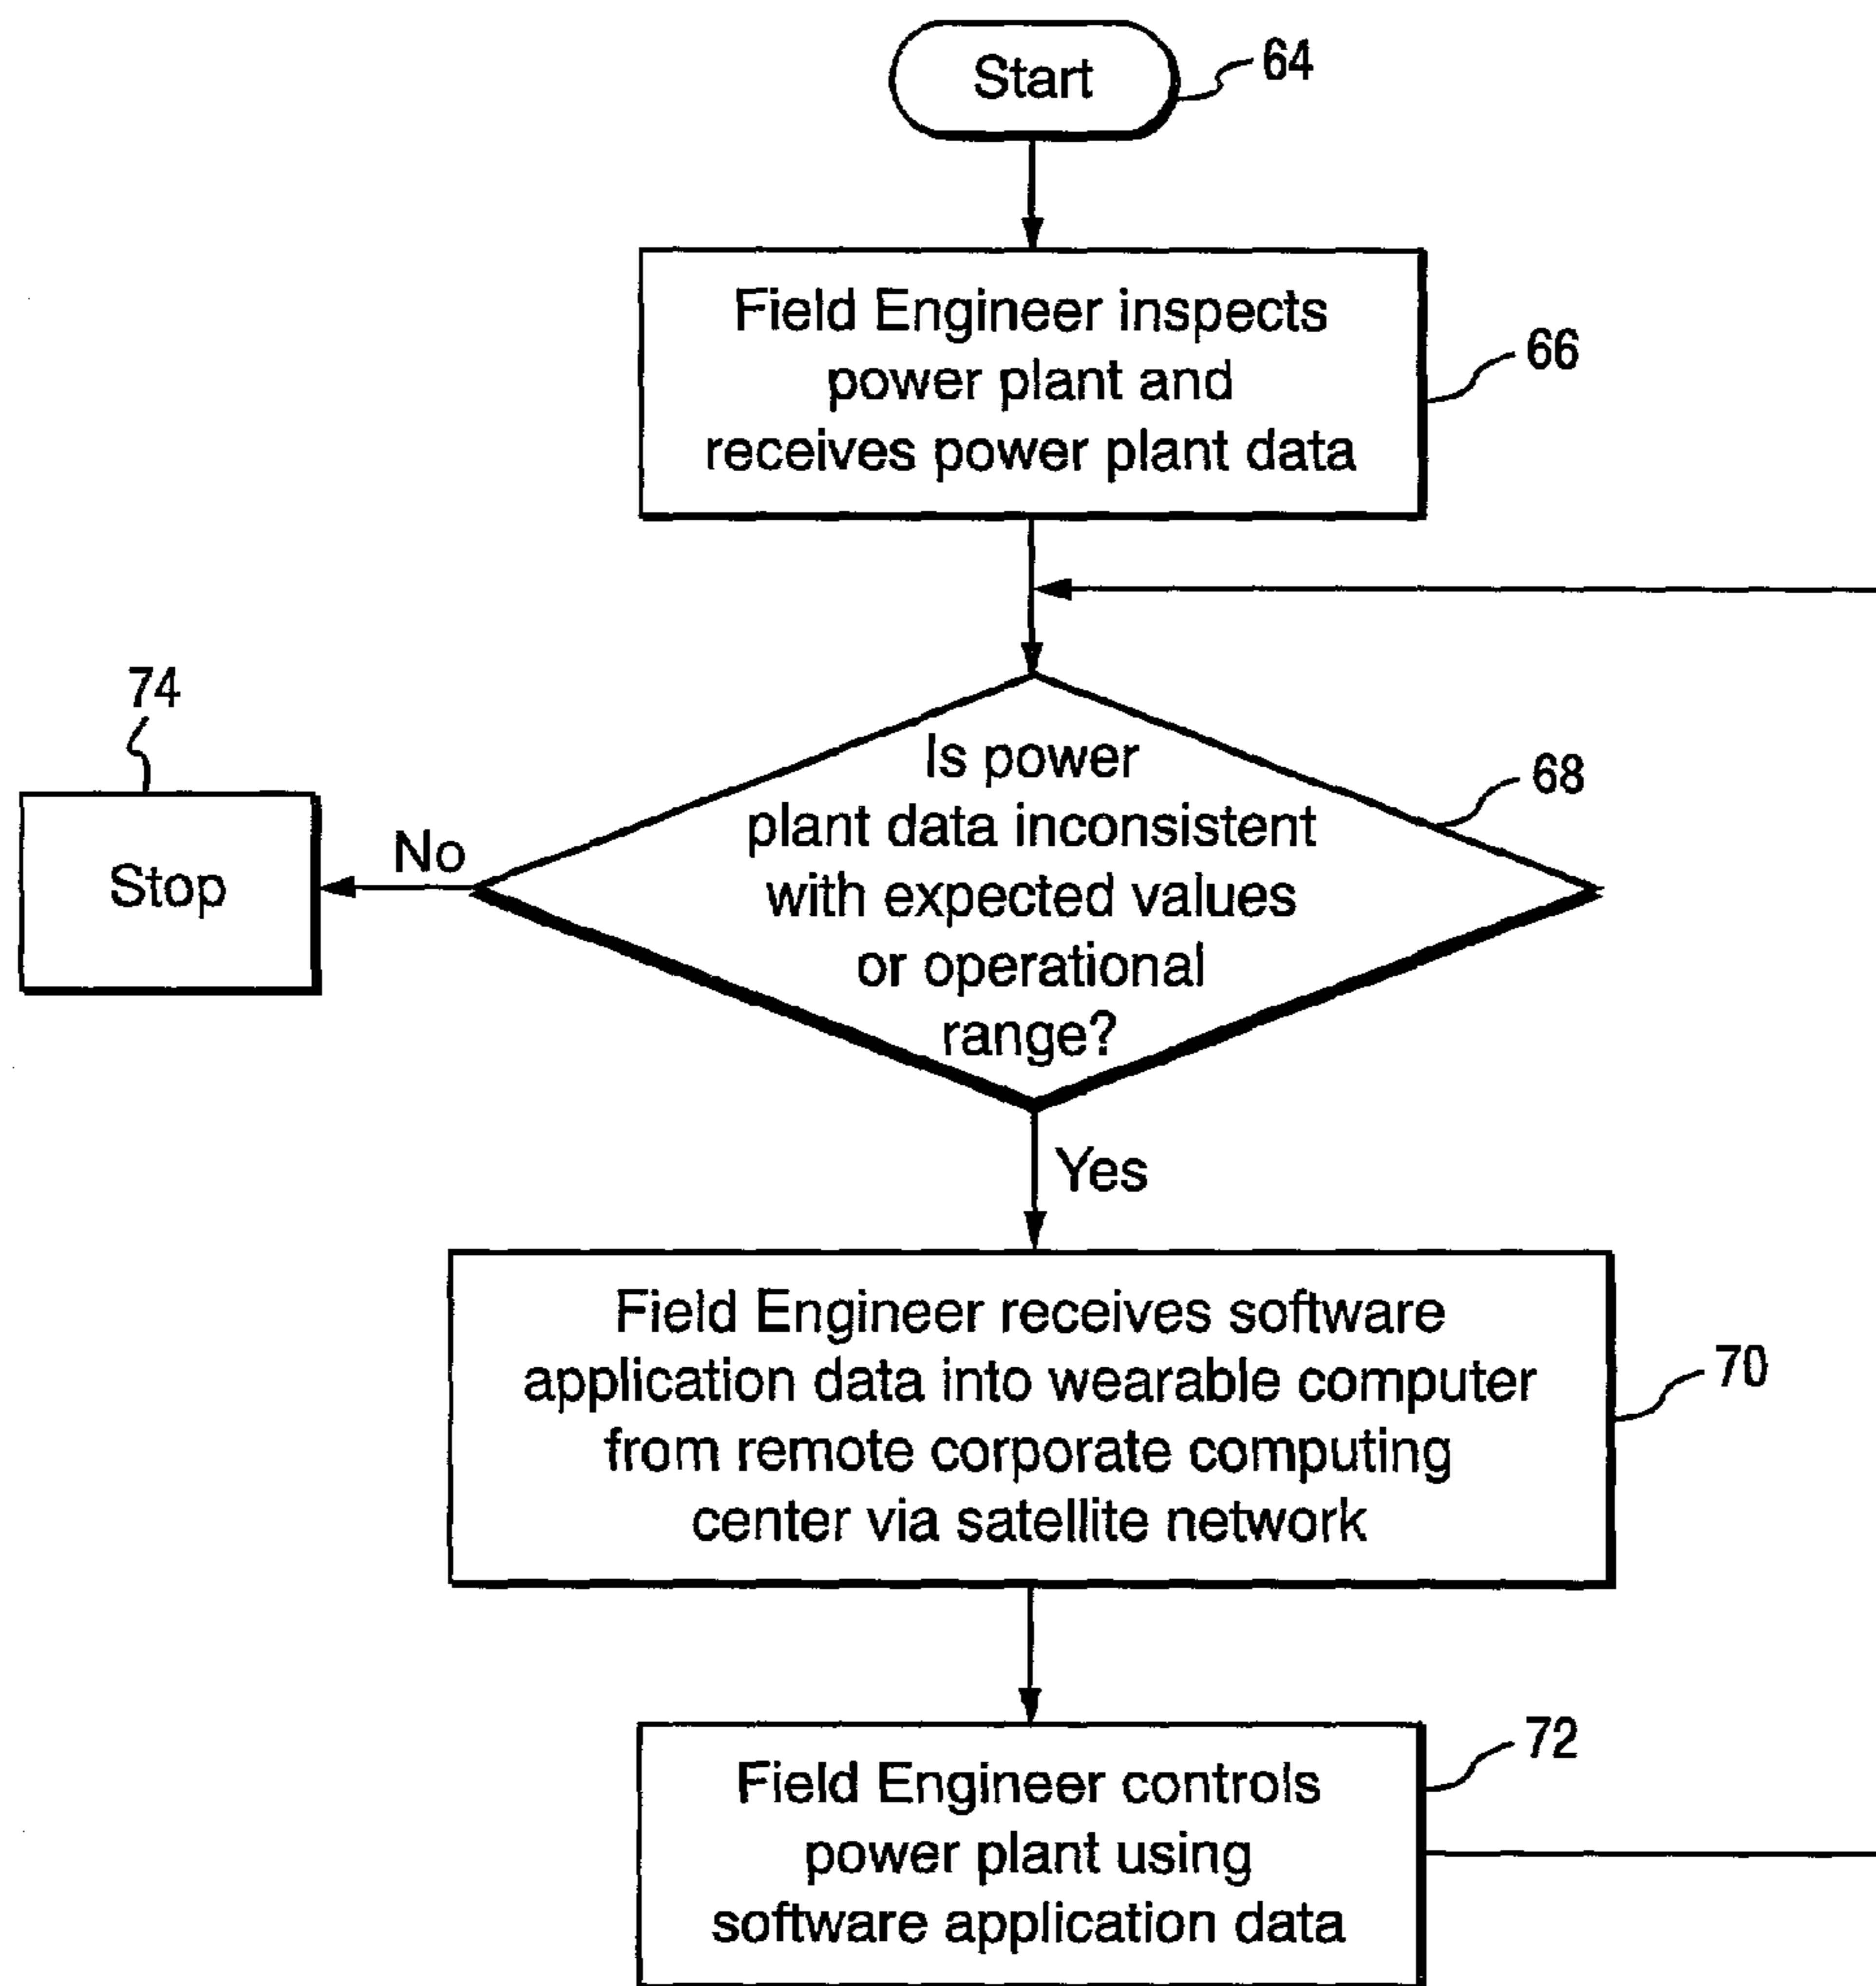 Start
64
Field Engineer inspects
power plant and
receives power plant data
66
74
Stop
No
Is power
plant data inconsistent
with expected values
or operational
range?
68
Yes
Field Engineer receives software
application data into wearable computer
from remote corporate computing
center via satellite network
70
Field Engineer controls
power plant using
software application data
72